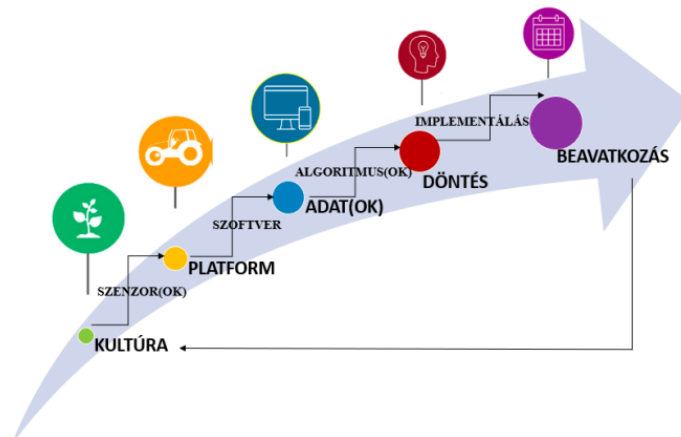 IMPLEMENTÁLÁS
BEAVATKOZÁS
ALGORITMUS(OK)
DÖNTÉS
ADAT(OK)
SZOFTVER
PLATFORM
SZENZOR(OK)
KULTÚRA